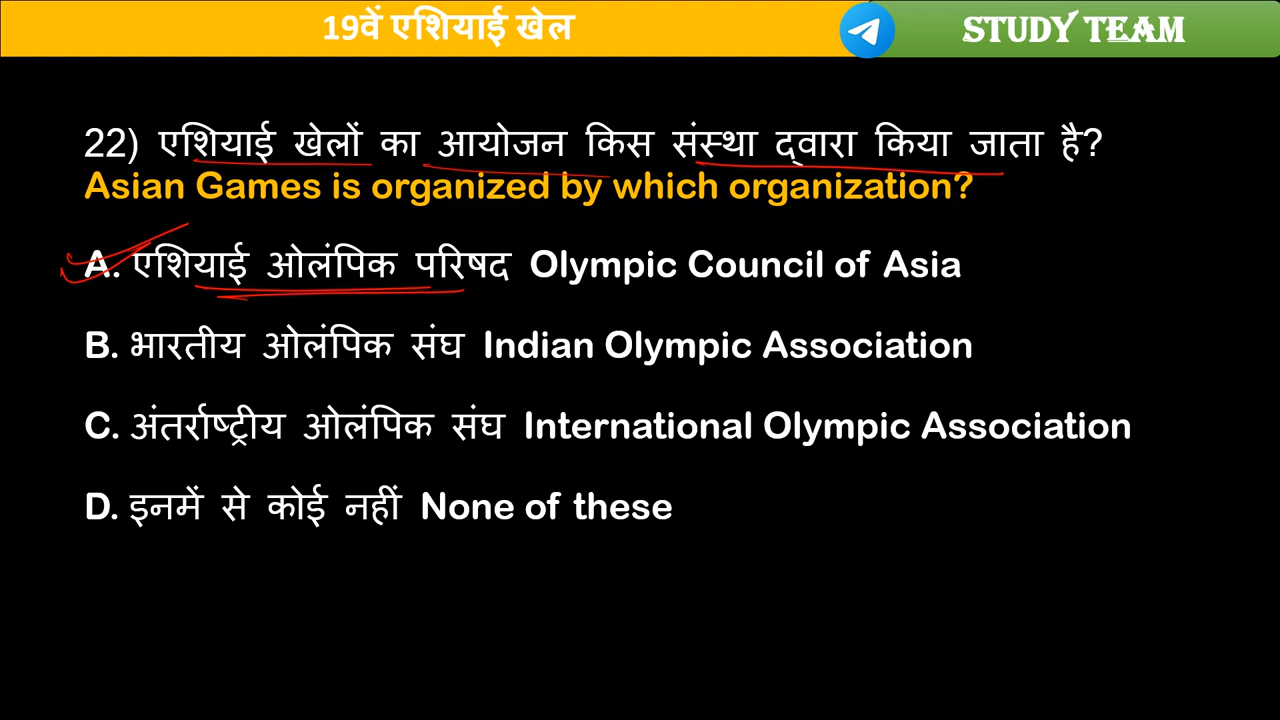 19वें एशियाई खेल
STUDY TEAM
22) एशियाई खेलों का आयोजन किस संस्था द्वारा किया जाता है?
Asian Games is organized by which organization?
A. एशियाई ओलंपिक परिषद Olympic Council of Asia
B. भारतीय ओलंपिक संघ Indian Olympic Association
C. अंतर्राष्ट्रीय ओलंपिक संघ International Olympic Association
D. इनमें से कोई नहीं None of these